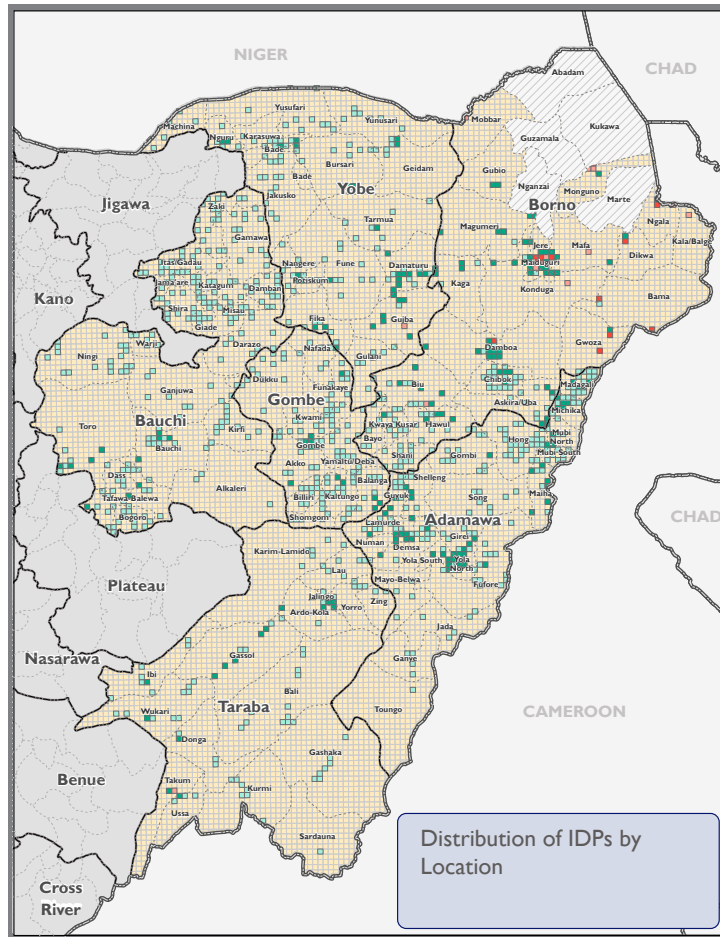 NIGER
CHAD
Abadam
Yusufari
Yunusari
Machina
Mobbar
Kukawa
Nguru
Karasuwa
Guzamala
Bade
Bursari
Geidam
Gubio
Bade
Nganzai
Monguno
Jigawa
Jakusko
Yobe
Borno
Marte
Zaki
Tarmua
Magumeri
Ngala
Gamawa
Jere
Mafa
Kala/Balge
Itas/Gadau
Nangere
Fune
Damaturu
Maiduguri
Dikwa
Jama'are
Katagum
Damban
Potiskum
Kaga
Konduga
Bama
Kano
Shira
Misau
Giade
Fika
Gujba
Warji
Darazo
Nafada
Damboa
Gwoza
Ningi
Gulani
Dukku
Chibok
Madagali
Ganjuwa
Gombe
Funakaye
Biu
Askira/Uba
Michika
Toro
Bauchi
Kirfi
Kwami
Kwaya Kusar
Hawul
Mubi
North
Bauchi
Gombe
Bayo
Hong
Mubi South
Dass
Akko
Yamaltu/Deba
Shani
Gombi
Tafawa-Balewa
Alkaleri
Balanga
Shelleng
Maiha
Bogoro
Billiri
Kaltungo
Guyuk
Song
Shomgom
Lamurde
Adamawa
Girei
Karim-Lamido
Numan
Demsa
Yola South
Yola
North
Plateau
Lau
Mayo-Belwa
Fufore
Jalingo
Zing
Ardo-Kola
Yorro
Jada
CHAD
Nasarawa
Gassol
Ganye
Ibi
Bali
Wukari
Taraba
Toungo
CAMEROON
Donga
Gashaka
Benue
Takum
Kurmi
Ussa
Sardauna
Cross
River
Distribution of IDPs by
Location